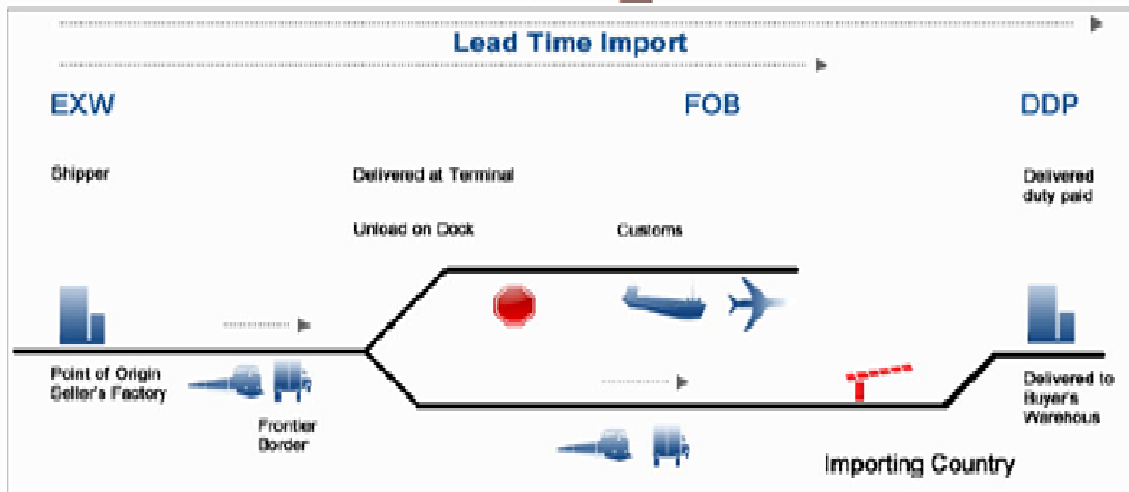 Lead Time Import
EXW
FOB
DDP
Shipper
Delivered at Terminal
Delivered
duty paid
Unload on Dock
Customs
Point of Origin
Seller's Factory
Frontier
Border
Delivered to
Buyer's
Warehous
Importing Country